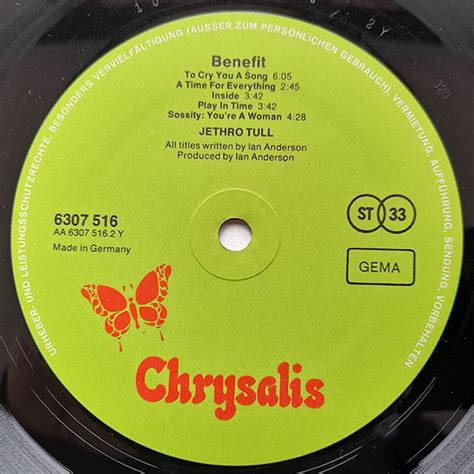 URHEBER- UND LEISTUNGSSCHUTZRECHTE, BESONDERS VERVIELFÄLTIGUNG (AUSSER ZUM PERSÖNLICHEN GEBRAUCH), VERMIETUNG, AUFFÜHRUNG, SENDUNG, VORBEHALTEN
Benefit
To Cry You A Song 6:05
A Time For Everything 2:45
Inside 3:42
Play In Time 3:42
Sossity: You're A Woman 4:28
JETHRO TULL
All titles written by Ian Anderson
Produced by Ian Anderson
6307 516
AA 6307 516.2 Y
Made in Germany
ST 33
GEMA
Chrysalis